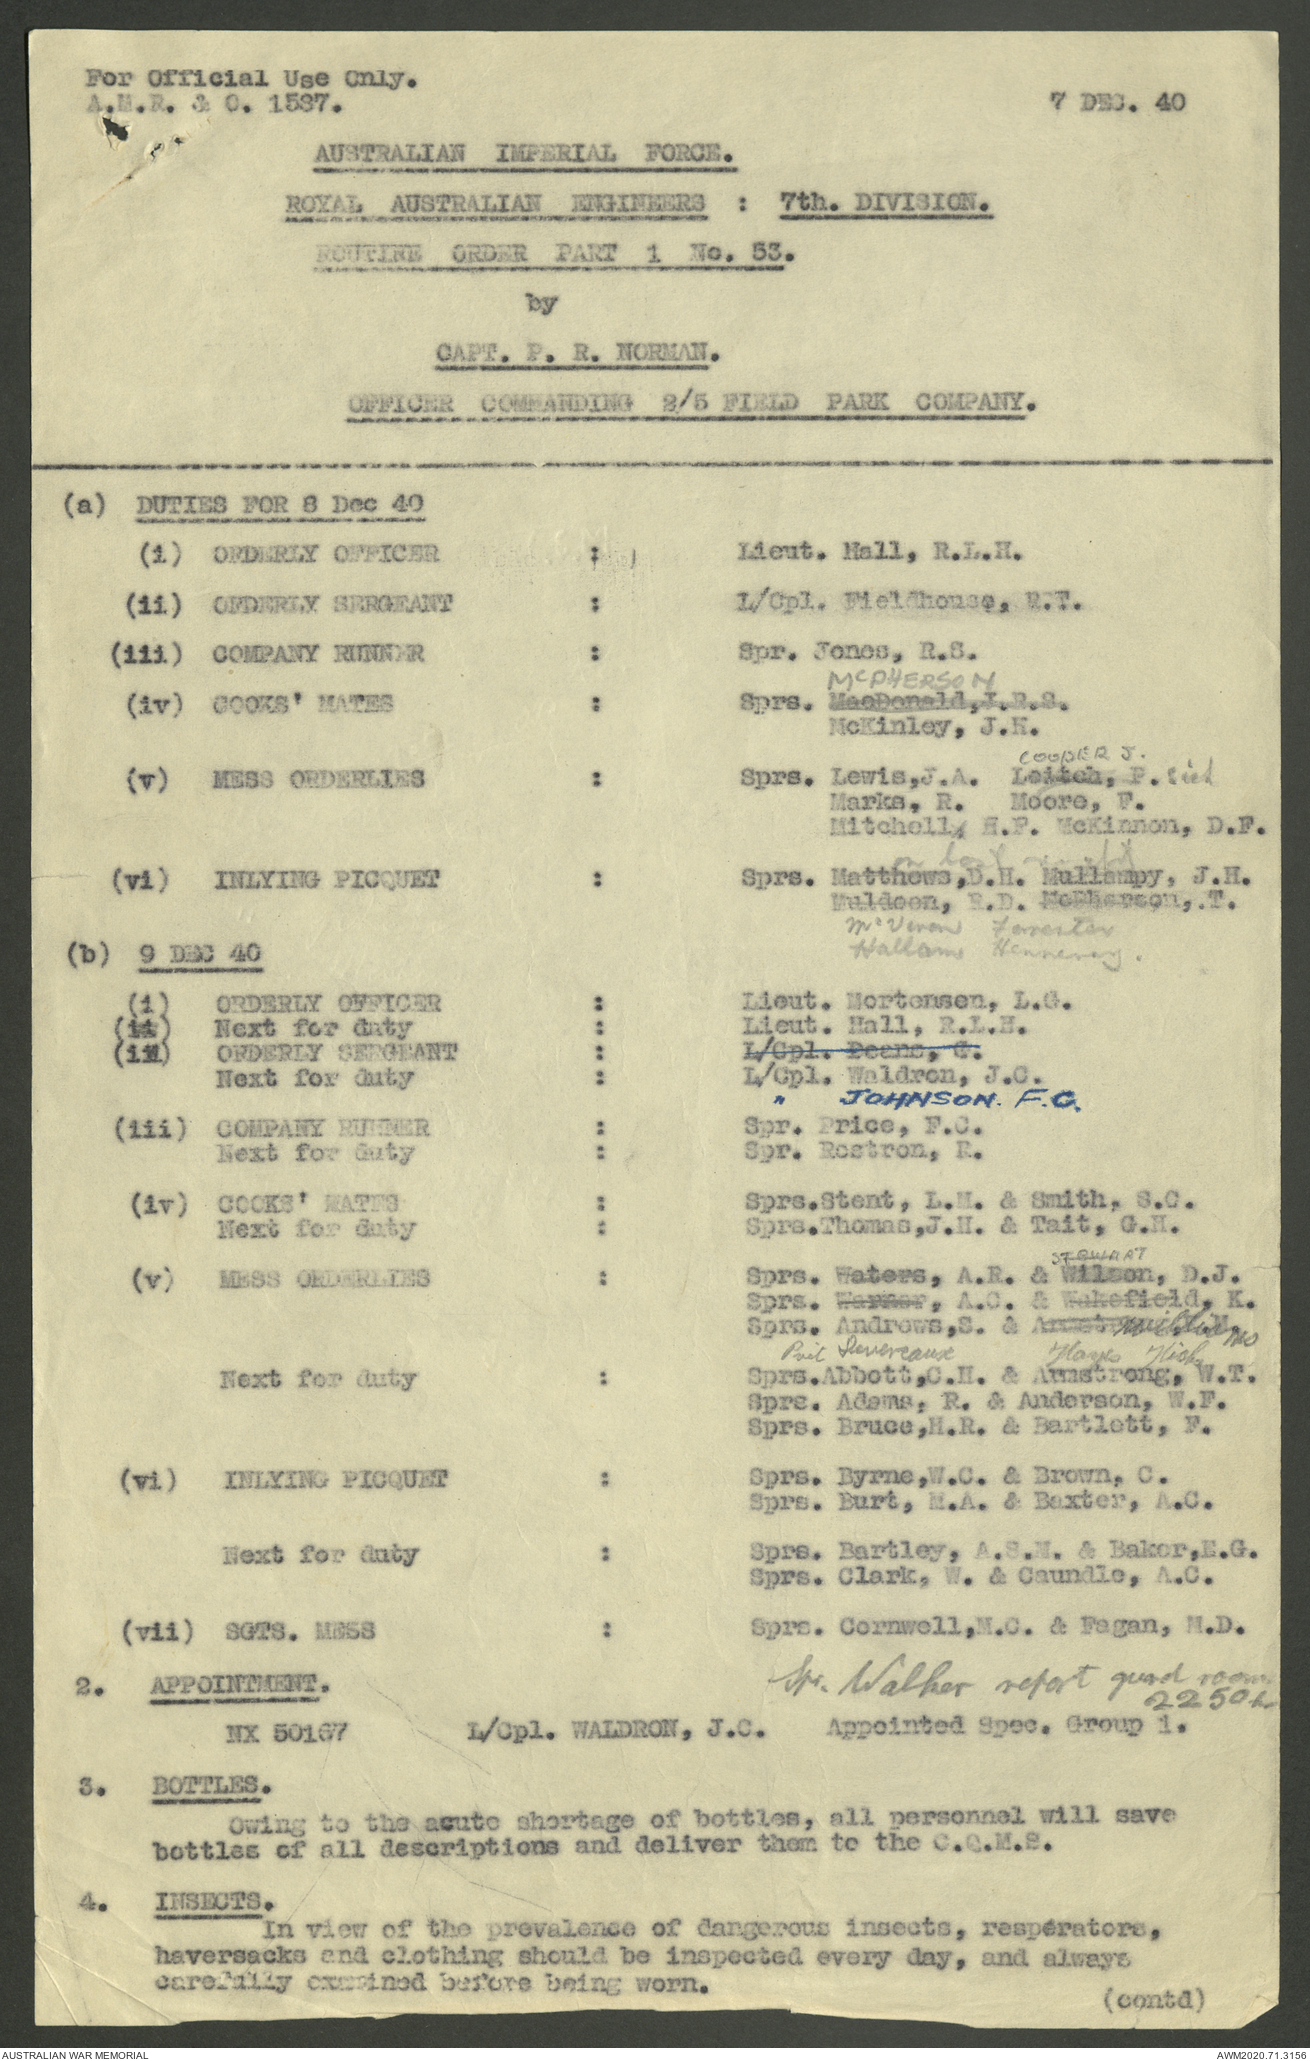 For Official Use Only.
A.M.R. & O. 1587.
7 DEC. 40
AUSTRALIAN IMPERIAL FORCE.
ROYAL AUSTRALIAN ENGINEERS : 7th. DIVISION.
ROUTINE ORDER PART 1 No. 53.
by
CAPT. P. R. NORMAN.
OFFICER COMMANDING 2/5 FIELD PARK COMPANY.
(a) DUTIES FOR 8 Dec 40
(i) ORDERLY OFFICER : Lieut. Hall, R.L.H.
(ii) ORDERLY SERGEANT : L/Cpl. Fieldhouse, E.T.
(iii) COMPANY RUNNER : Spr. Jones, R.S.
McPHERSON
(iv) COOKS' MATES : Sprs. MacDonald, I.R.S.
McKinley, J.H.
COOPER J.
(v) MESS ORDERLIES : Sprs. Lewis,J.A. Leitch, P.
Marks, R. Moore, F.
Mitchell, H.F. McKinnon, D.F.
(vi) INLYING PICQUET : Sprs. Matthews,D.H. Mullampy, J.H.
Muldoon, R.D. McPherson, .T.
Forrester
Hallam Hennessy.
(b) 9 DEC 40
(i) ORDERLY OFFICER : Lieut. Mortensen, L.G.
Next for duty : Lieut. Hall, R.L.H.
(ii) ORDERLY SERGEANT : L/Cpl. Deans, G.
Next for duty : L/Cpl. Waldron, J.C.
" JOHNSON. F.C.
(iii) COMPANY RUNNER : Spr. Price, F.C.
Next for duty : Spr. Rostron, R.
(iv) COOKS' MATES : Sprs.Stent, L.M. & Smith, S.C.
Next for duty : Sprs.Thomas,J.H. & Tait, G.H.
STEWART
(v) MESS ORDERLIES : Sprs. Waters, A.R. & Wilson, D.J.
Sprs. Warner, A.C. & Wakefield, K.
Sprs. Andrews,S. &
Devereaux Hayes
Next for duty : Sprs.Abbott,C.H. & Armstrong, W.T.
Sprs. Adams, R. & Anderson, W.F.
Sprs. Bruce,H.R. & Bartlett, F.
(vi) INLYING PICQUET : Sprs. Byrne,W.C. & Brown, C.
Sprs. Burt, M.A. & Baxter, A.C.
Next for duty : Sprs. Bartley, A.S.M. & Baker,E.G.
Sprs. Clark, W. & Caundle, A.C.
(vii) SGTS. MESS : Sprs. Cornwell,N.C. & Fagan, M.D.
Spr. Walker report guard room
2250 h
2. APPOINTMENT.
NX 50167 L/Cpl. WALDRON, J.C. Appointed Spec. Group 1.
3. BOTTLES.
Owing to the acute shortage of bottles, all personnel will save
bottles of all descriptions and deliver them to the C.Q.M.S.
4. INSECTS.
In view of the prevalence of dangerous insects, resperators,
haversacks and clothing should be inspected every day, and always
carefully examined before being worn.
(contd)
AUSTRALIAN WAR MEMORIAL
AWM2020.71.3156